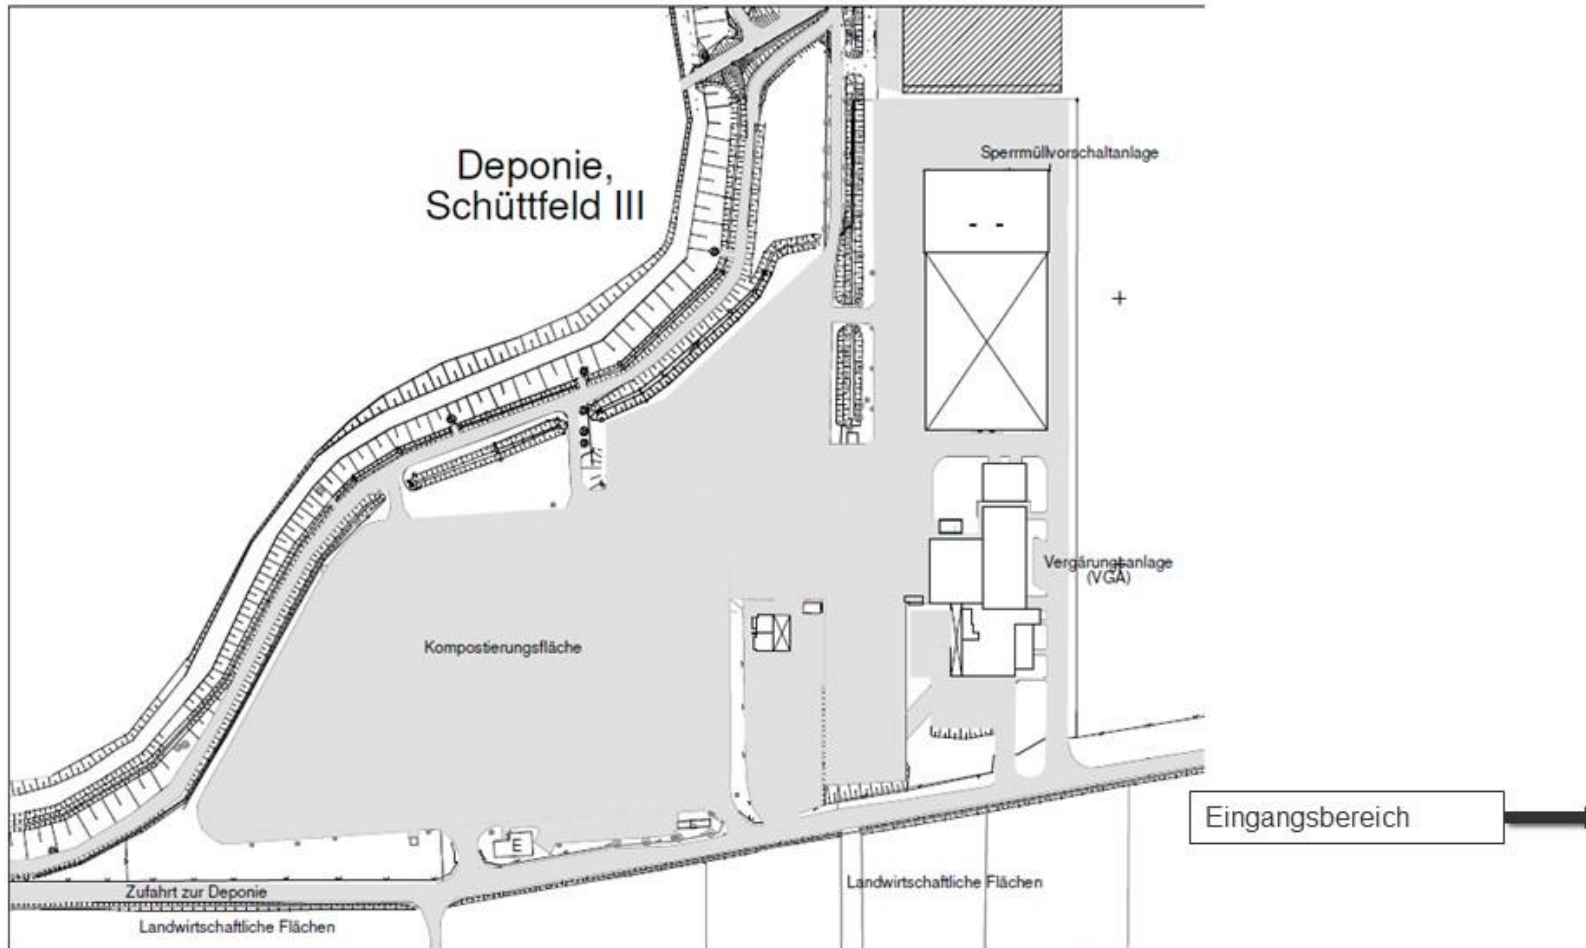 Deponie,
Schüttfeld III
Sperrmüllvorschaltanlage
Vergärungsanlage
(VGA)
Kompostierungsfläche
Eingangsbereich
E
E
Zufahrt zur Deponie
Landwirtschaftliche Flächen
Landwirtschaftliche Flächen